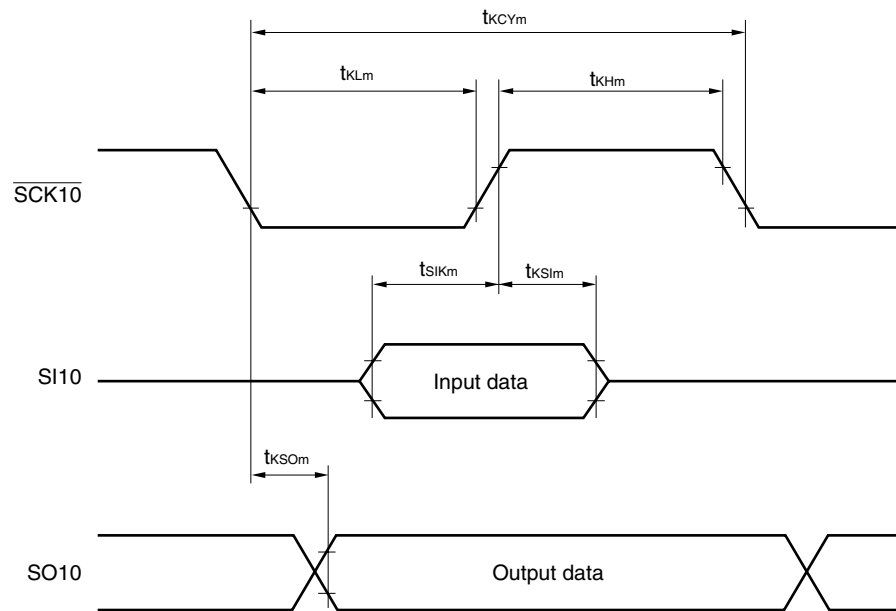 tKCYm
tKLm
tKHm
SCK10
tSIKm
tKSIm
SI10
Input data
tKSOm
SO10
Output data